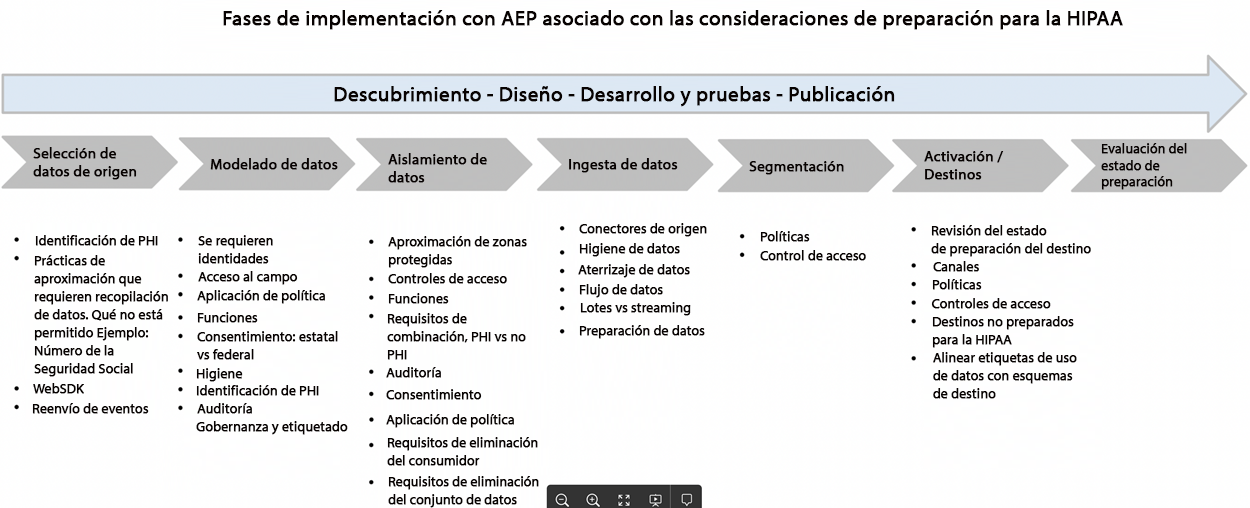 Fases de implementación con AEP asociado con las consideraciones de preparación para la HIPAA
Descubrimiento - Diseño - Desarrollo y pruebas - Publicación
Selección de
datos de origen
Modelado de datos
Aislamiento de
datos
Ingesta de datos
Segmentación
Activación /
Destinos
Evaluación del
estado de
preparación
• Identificación de PHI
• Prácticas de
aproximación que
requieren recopilación
de datos. Qué no está
permitido Ejemplo:
Número de la
Seguridad Social
• WebSDK
• Reenvío de eventos
• Se requieren
identidades
• Acceso al campo
• Aplicación de política
• Funciones
• Consentimiento: estatal
vs federal
• Higiene
• Identificación de PHI
• Auditoría
Gobernanza y etiquetado
• Aproximación de zonas
protegidas
• Controles de acceso
• Funciones
• Requisitos de
combinación, PHI vs no
PHI
• Auditoría
• Consentimiento
• Aplicación de política
• Requisitos de eliminación
del consumidor
• Requisitos de eliminación
del conjunto de datos
• Conectores de origen
• Higiene de datos
• Aterrizaje de datos
• Flujo de datos
• Lotes vs streaming
• Preparación de datos
• Políticas
• Control de acceso
• Revisión del estado
de preparación del destino
• Canales
• Políticas
• Controles de acceso
• Destinos no preparados
para la HIPAA
• Alinear etiquetas de uso
de datos con esquemas
de destino